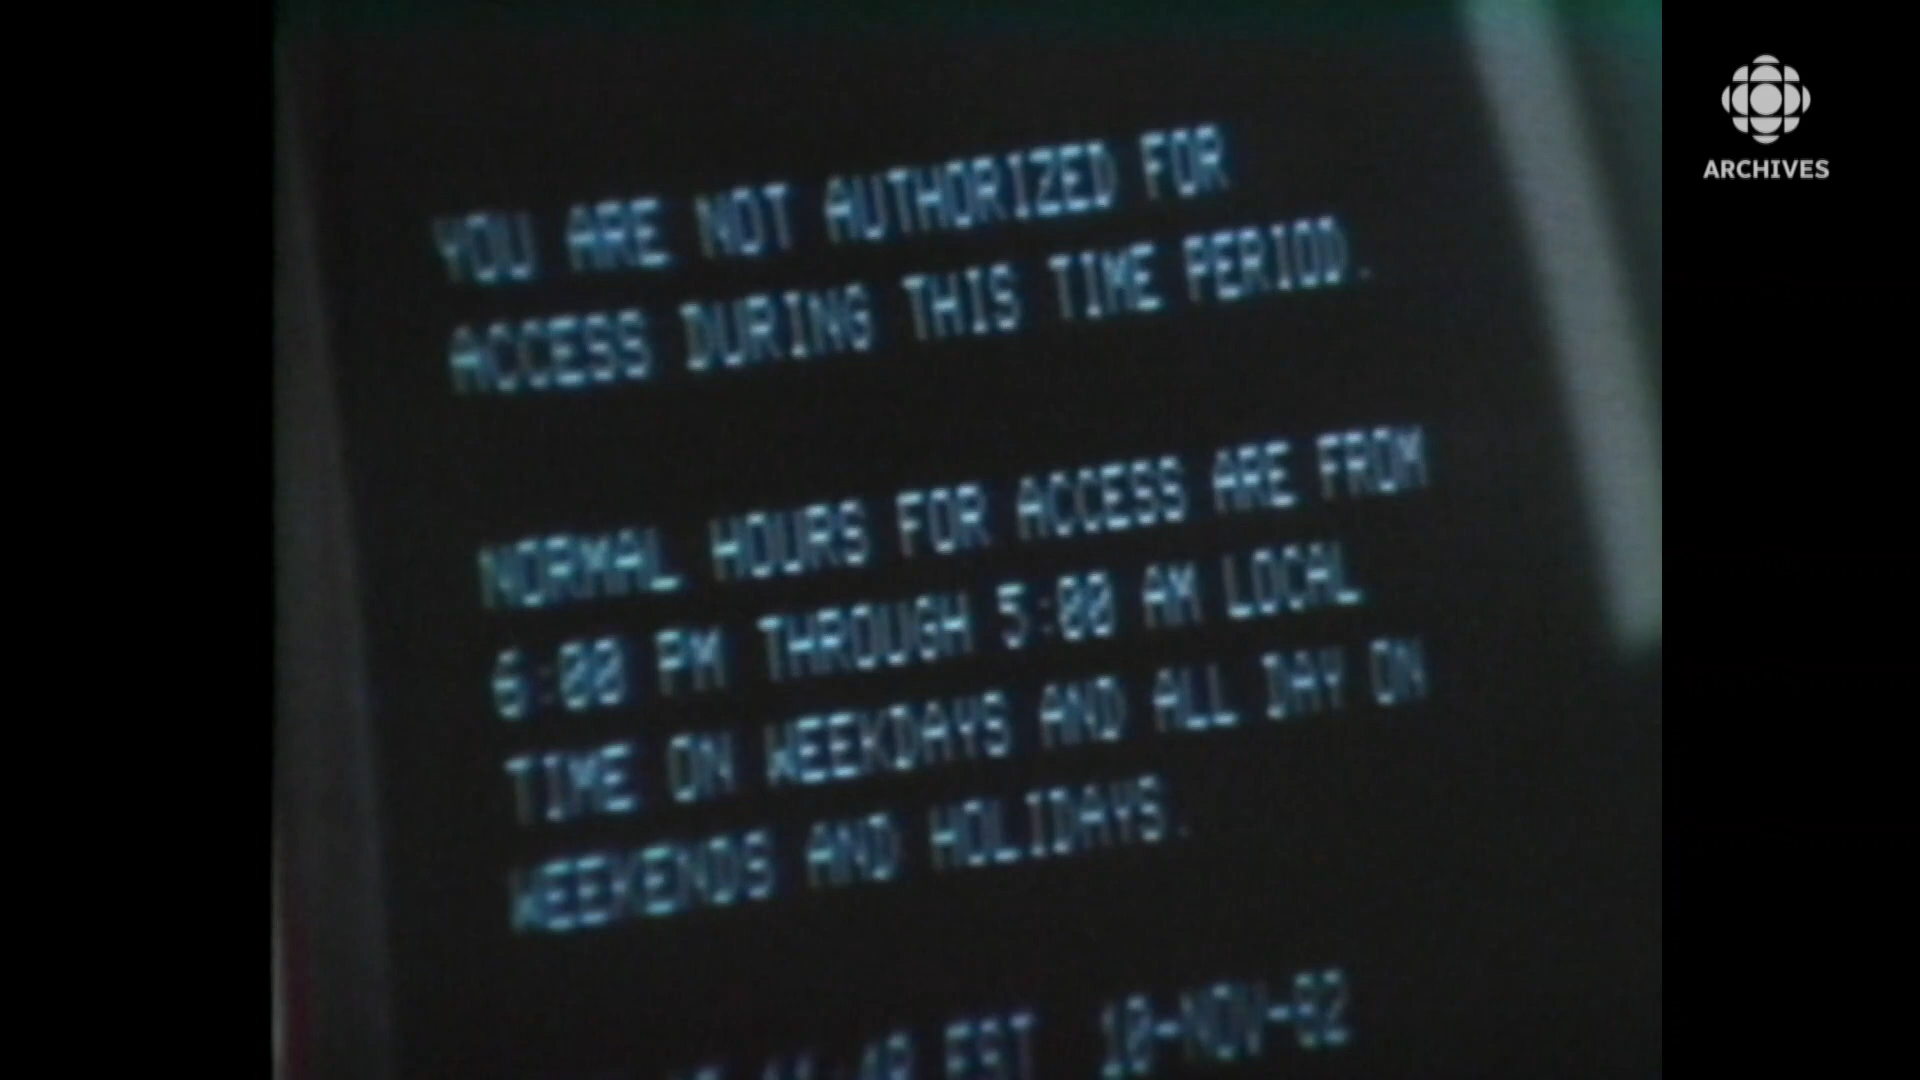 YOU ARE NOT AUTHORIZED FOR
ACCESS DURING THIS TIME PERIOD.
NORMAL HOURS FOR ACCESS ARE FROM
6:00 PM THROUGH 5:00 AM LOCAL
TIME ON WEEKDAYS AND ALL DAY ON
WEEKENDS AND HOLIDAYS.
EST 10-NOV-82
ARCHIVES